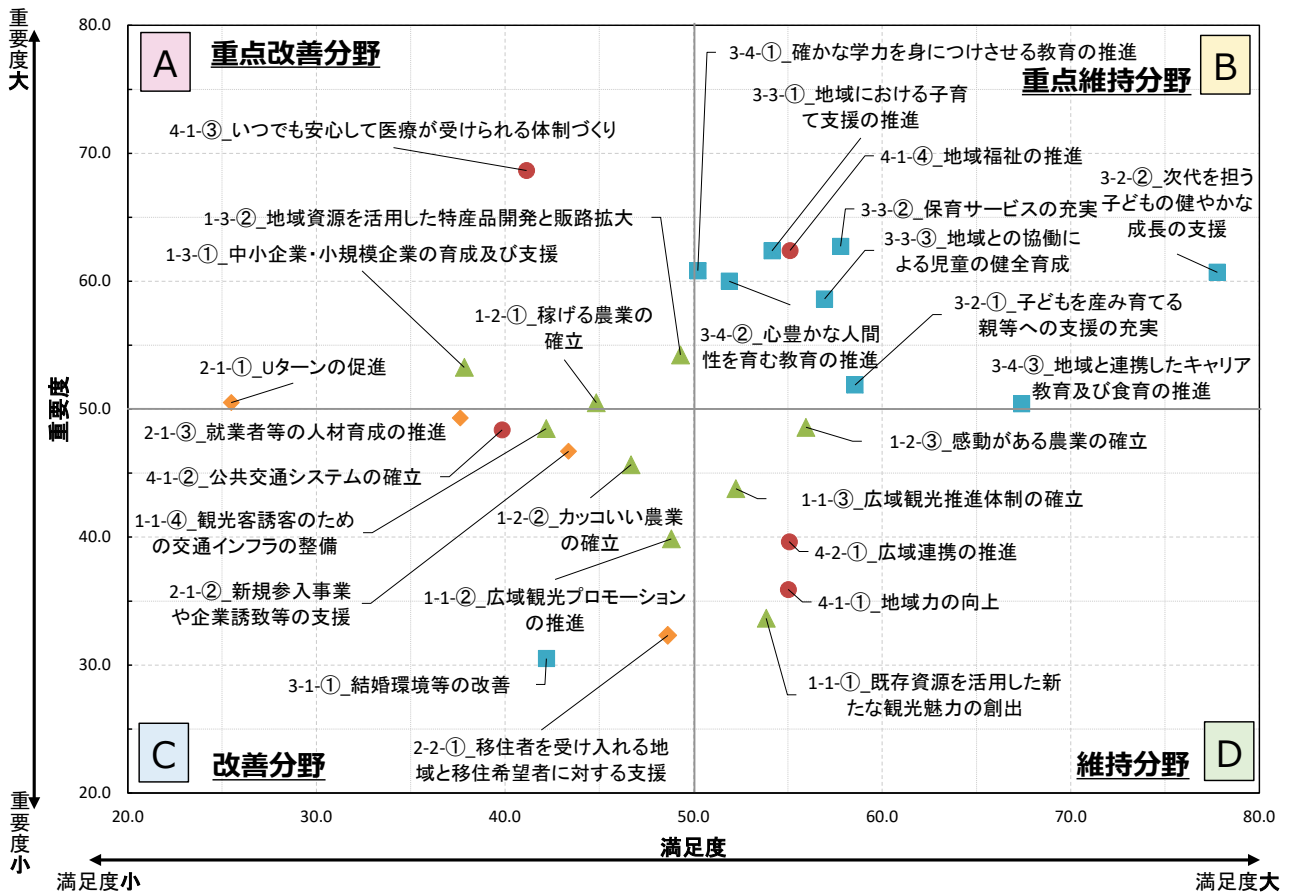 重要度大
80.0
70.0
60.0
50.0
40.0
30.0
20.0
重要度
重要度小
A
重点改善分野
B
重点維持分野
3-4-①_確かな学力を身につけさせる教育の推進
3-3-①_地域における子育
て支援の推進
4-1-③_いつでも安心して医療が受けられる体制づくり
4-1-④_地域福祉の推進
3-2-②_次代を担う
子どもの健やかな
成長の支援
1-3-②_地域資源を活用した特産品開発と販路拡大
3-3-②_保育サービスの充実
1-3-①_中小企業・小規模企業の育成及び支援
3-3-③_地域との協働に
よる児童の健全育成
1-2-①_稼げる農業の
確立
3-2-①_子どもを産み育てる
親等への支援の充実
3-4-②_心豊かな人間
性を育む教育の推進
2-1-①_Uターンの促進
3-4-③_地域と連携したキャリア
教育及び食育の推進
2-1-③_就業者等の人材育成の推進
1-2-③_感動がある農業の確立
4-1-②_公共交通システムの確立
1-1-③_広域観光推進体制の確立
1-1-④_観光客誘客のため
の交通インフラの整備
1-2-②_カッコいい農業
の確立
4-2-①_広域連携の推進
2-1-②_新規参入事業
や企業誘致等の支援
1-1-②_広域観光プロモーション
の推進
4-1-①_地域力の向上
3-1-①_結婚環境等の改善
1-1-①_既存資源を活用した新
たな観光魅力の創出
2-2-①_移住者を受け入れる地
域と移住希望者に対する支援
C
改善分野
維持分野
D
20.0
30.0
40.0
50.0
60.0
70.0
80.0
満足度
満足度小
満足度大